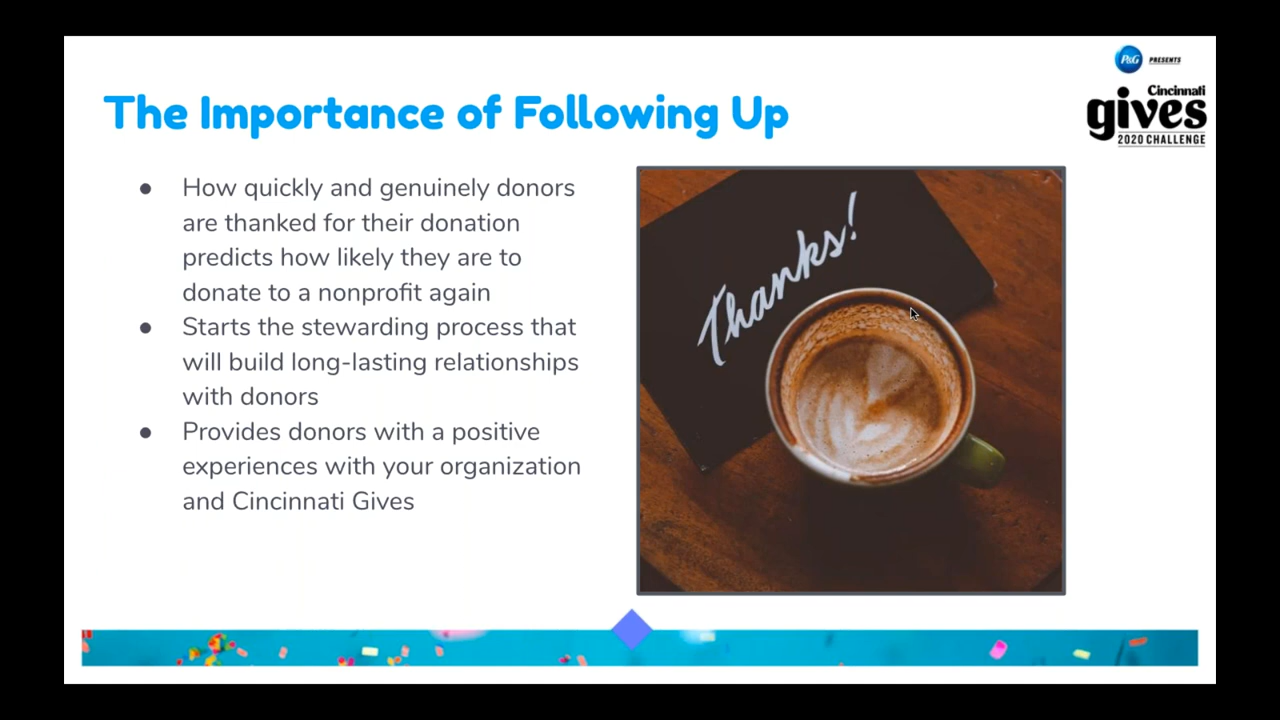 P&G PRESENTS
Cincinnati
gives
2020 CHALLENGE
The Importance of Following Up
● How quickly and genuinely donors
are thanked for their donation
predicts how likely they are to
donate to a nonprofit again
● Starts the stewarding process that
will build long-lasting relationships
with donors
● Provides donors with a positive
experiences with your organization
and Cincinnati Gives
Thanks!